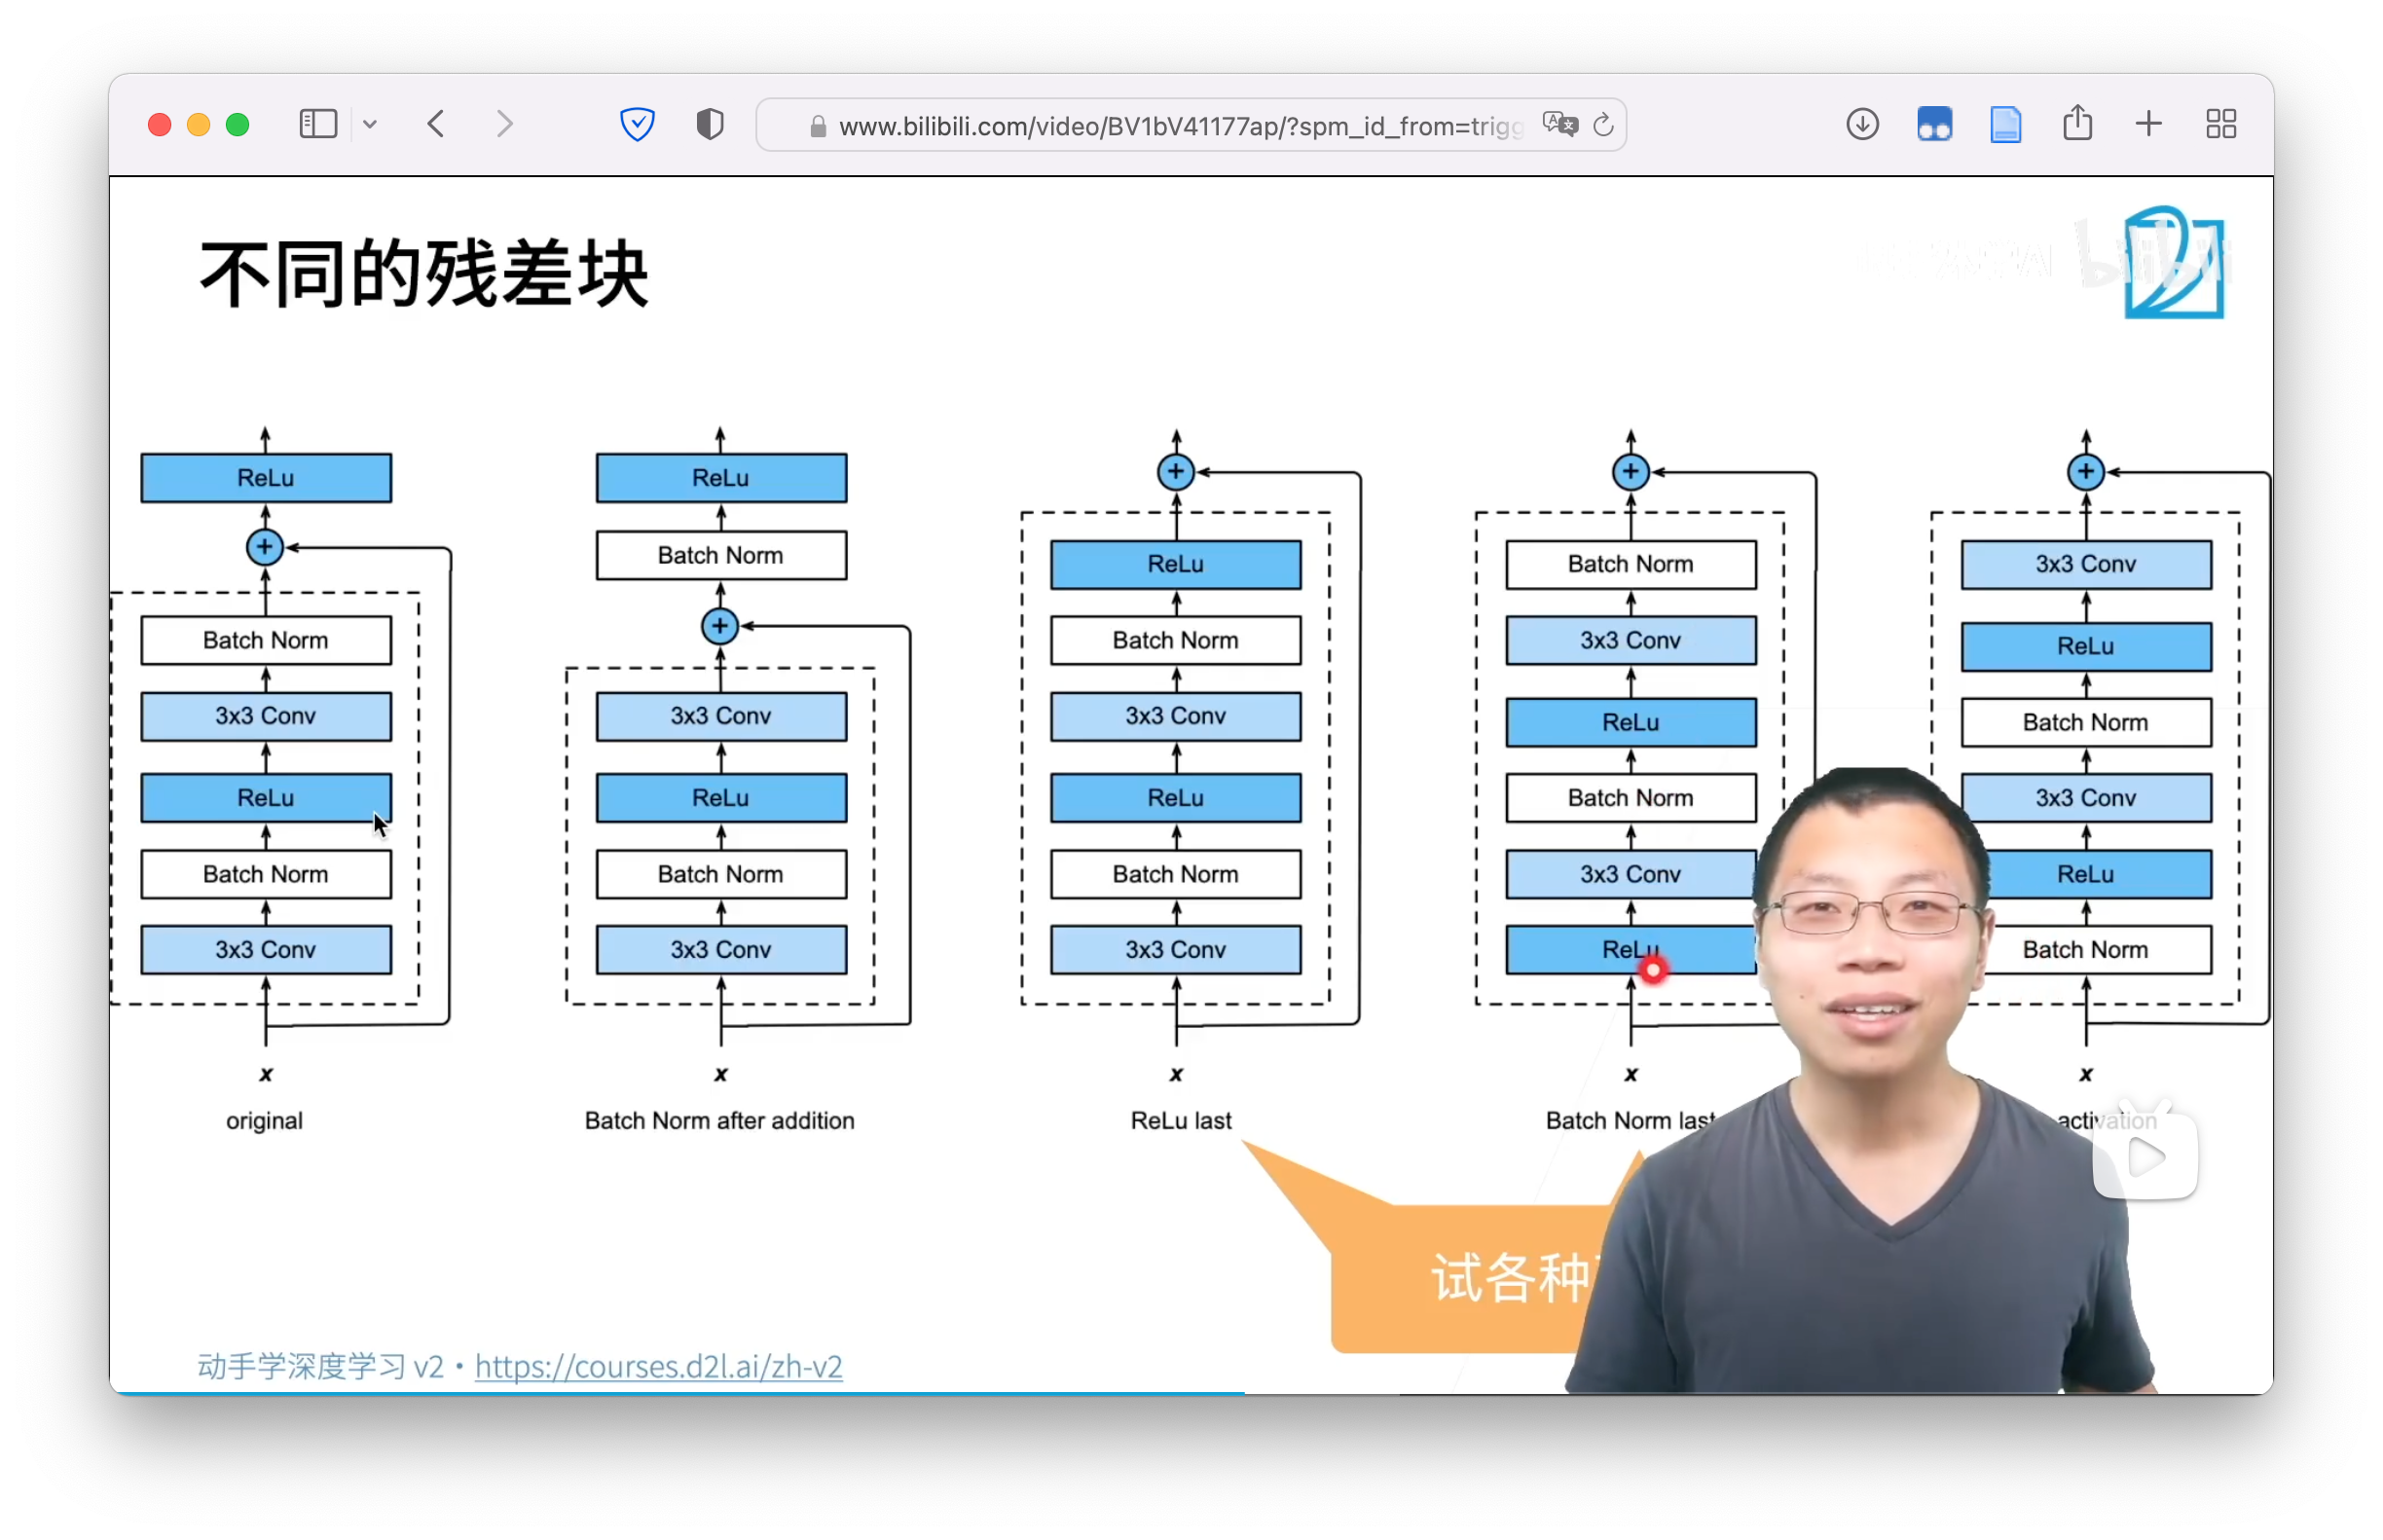 www.bilibili.com/video/BV1bV41177ap/?spm_id_from=trigg
不同的残差块
bilibili
ReLu
Batch Norm
3x3 Conv
ReLu
Batch Norm
3x3 Conv
x
original
ReLu
Batch Norm
3x3 Conv
ReLu
Batch Norm
3x3 Conv
x
Batch Norm after addition
ReLu
Batch Norm
3x3 Conv
ReLu
Batch Norm
3x3 Conv
x
ReLu last
Batch Norm
3x3 Conv
ReLu
Batch Norm
3x3 Conv
ReLu
x
Batch Norm last
3x3 Conv
ReLu
Batch Norm
3x3 Conv
ReLu
Batch Norm
x
activation
试各种
动手学深度学习 v2 • https://courses.d2l.ai/zh-v2